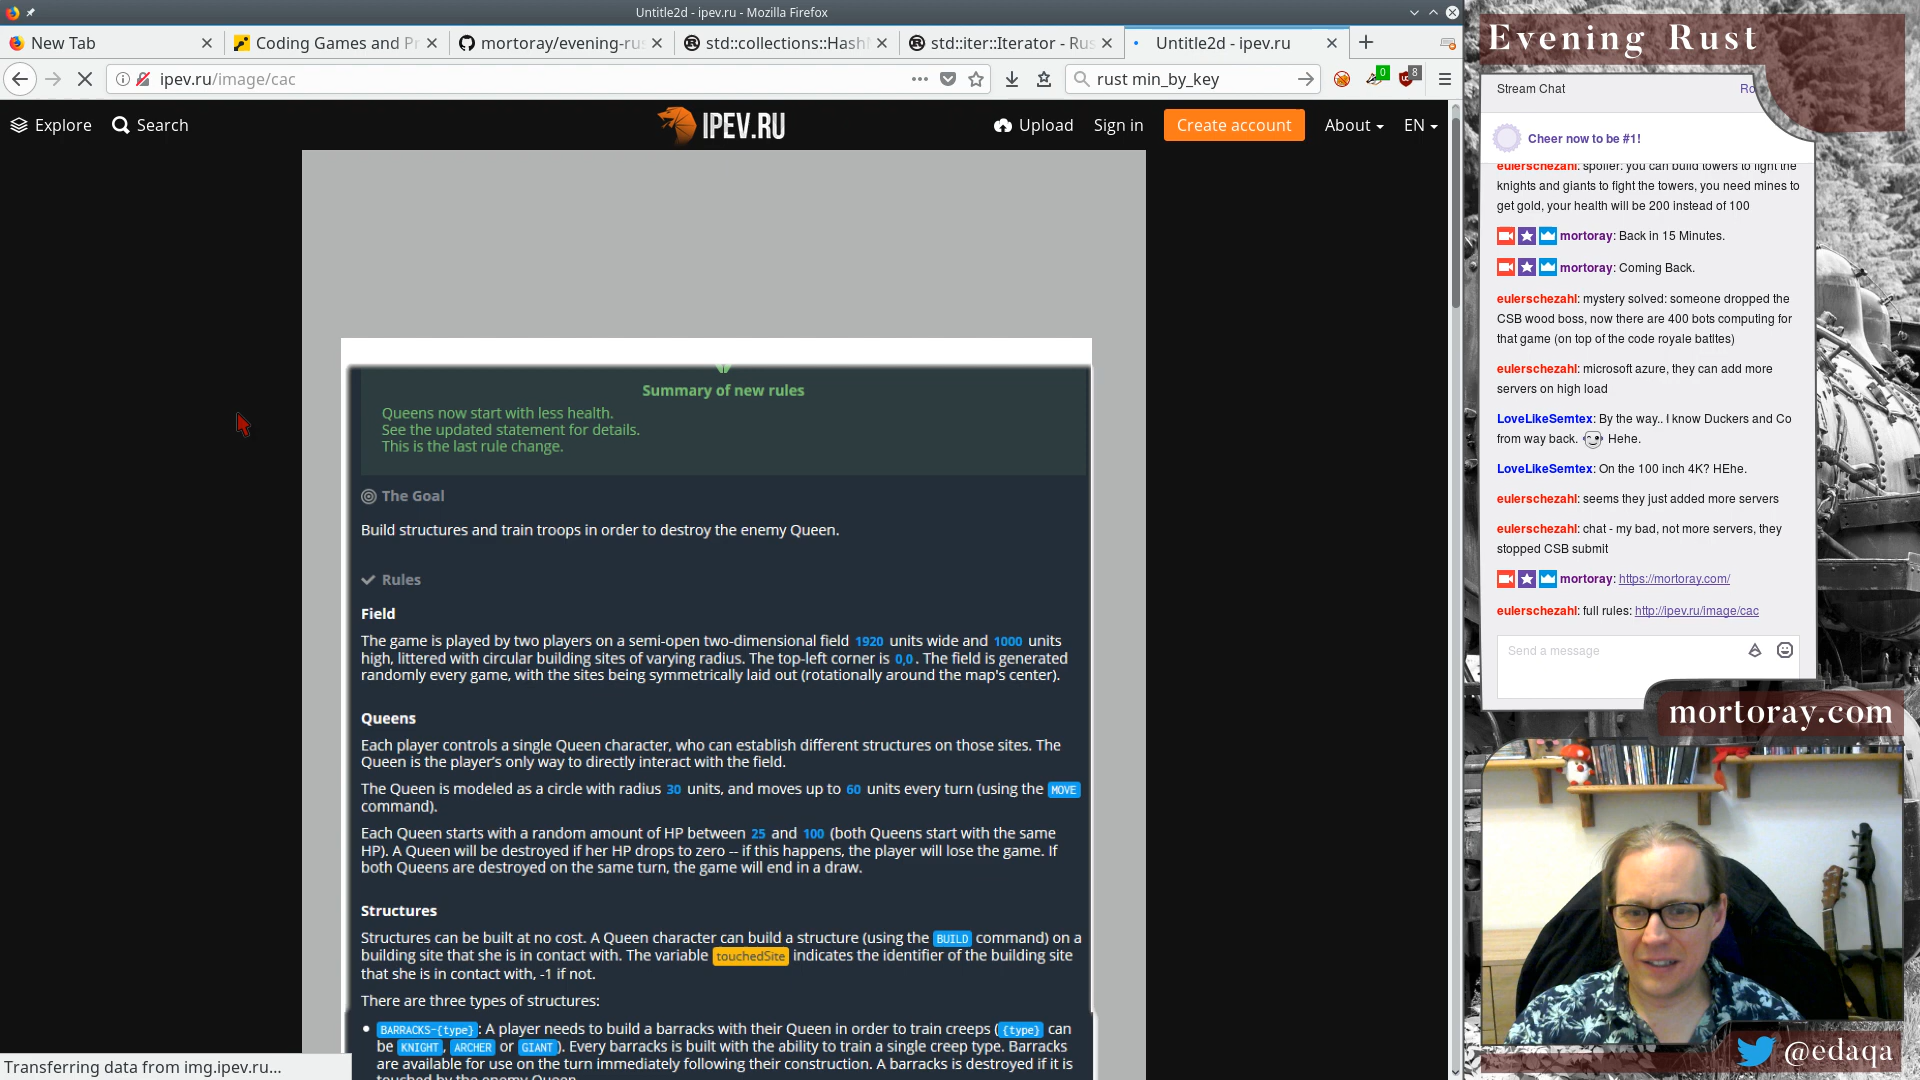 Untitle2d - ipev.ru - Mozilla Firefox
New Tab
Coding Games and Pr
mortoray/evening-rus
std::collections::Hash
std::iter::Iterator - Rus
Untitle2d - ipev.ru
ipev.ru/image/cac
rust min_by_key
0
8
Explore
Search
IPEV.RU
Upload
Sign in
Create account
About
EN
Summary of new rules
Queens now start with less health.
See the updated statement for details.
This is the last rule change.
The Goal
Build structures and train troops in order to destroy the enemy Queen.
Rules
Field
The game is played by two players on a semi-open two-dimensional field 1920 units wide and 1000 units
high, littered with circular building sites of varying radius. The top-left corner is 0,0. The field is generated
randomly every game, with the sites being symmetrically laid out (rotationally around the map's center).
Queens
Each player controls a single Queen character, who can establish different structures on those sites. The
Queen is the player's only way to directly interact with the field.
The Queen is modeled as a circle with radius 30 units, and moves up to 60 units every turn (using the MOVE
command).
Each Queen starts with a random amount of HP between 25 and 100 (both Queens start with the same
HP). A Queen will be destroyed if her HP drops to zero -- if this happens, the player will lose the game. If
both Queens are destroyed on the same turn, the game will end in a draw.
Structures
Structures can be built at no cost. A Queen character can build a structure (using the BUILD command) on a
building site that she is in contact with. The variable touchedSite indicates the identifier of the building site
that she is in contact with, -1 if not.
There are three types of structures:
• BARRACKS-{type}: A player needs to build a barracks with their Queen in order to train creeps ({type} can
be KNIGHT, ARCHER or GIANT). Every barracks is built with the ability to train a single creep type. Barracks
are available for use on the turn immediately following their construction. A barracks is destroyed if it is
touched by the enemy Queen.
Transferring data from img.ipev.ru...
Evening Rust
Stream Chat
Ro
Cheer now to be #1!
eulerschezahl: spoiler: you can build towers to fight the
knights and giants to fight the towers, you need mines to
get gold, your health will be 200 instead of 100
mortoray: Back in 15 Minutes.
mortoray: Coming Back.
eulerschezahl: mystery solved: someone dropped the
CSB wood boss, now there are 400 bots computing for
that game (on top of the code royale batltes)
eulerschezahl: microsoft azure, they can add more
servers on high load
LoveLikeSemtex: By the way.. I know Duckers and Co
from way back. Hehe.
LoveLikeSemtex: On the 100 inch 4K? HEhe.
eulerschezahl: seems they just added more servers
eulerschezahl: chat - my bad, not more servers, they
stopped CSB submit
mortoray: https://mortoray.com/
eulerschezahl: full rules: http://ipev.ru/image/cac
Send a message
mortoray.com
@edaqa